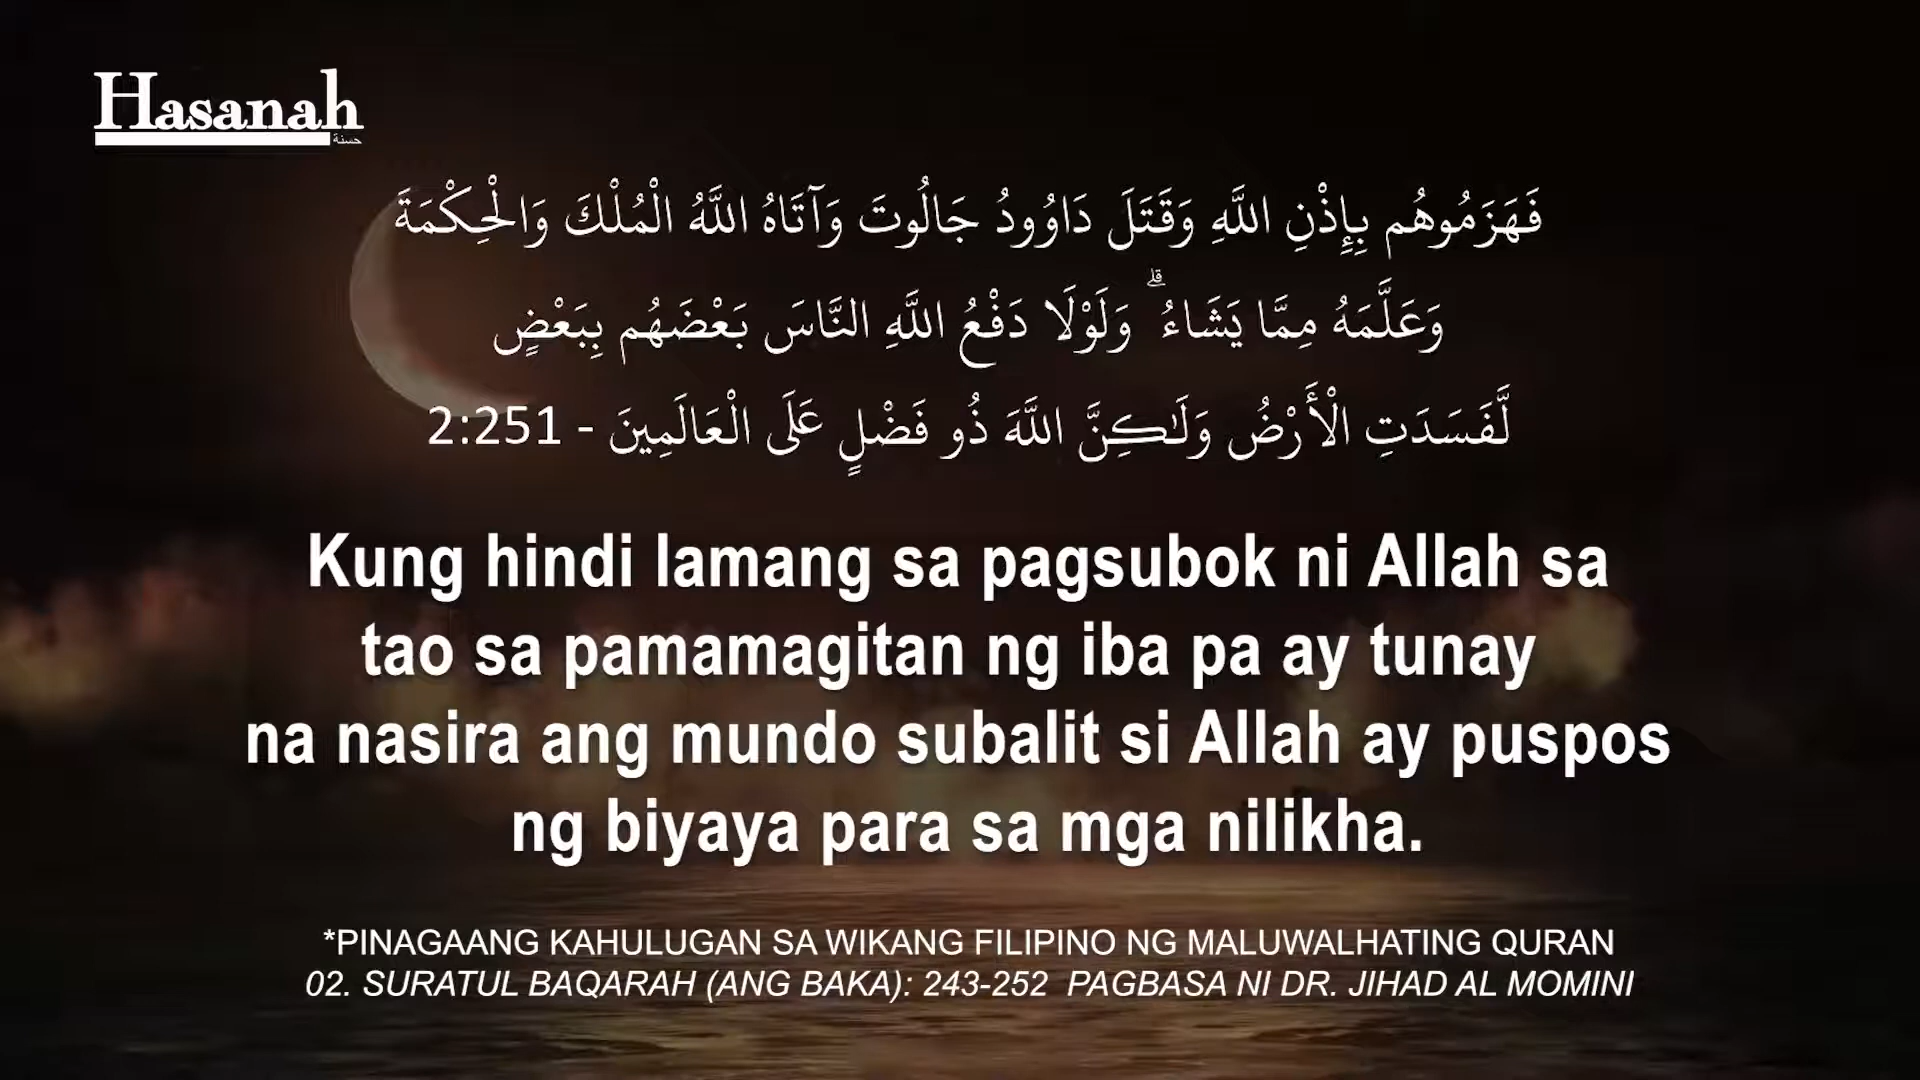 Hasanah
حسنة
فَهَزَمُوهُم بِإِذْنِ اللَّهِ وَقَتَلَ دَاوُودُ جَالُوتَ وَآتَاهُ اللَّهُ الْمُلْكَ وَالْحِكْمَةَ
وَعَلَّمَهُ مِمَّا يَشَاءُ ۗ وَلَوْلَا دَفْعُ اللَّهِ النَّاسَ بَعْضَهُم بِبَعْضٍ
لَّفَسَدَتِ الْأَرْضُ وَلَٰكِنَّ اللَّهَ ذُو فَضْلٍ عَلَى الْعَالَمِينَ - 2:251
Kung hindi lamang sa pagsubok ni Allah sa
tao sa pamamagitan ng iba pa ay tunay
na nasira ang mundo subalit si Allah ay puspos
ng biyaya para sa mga nilikha.
*PINAGAANG KAHULUGAN SA WIKANG FILIPINO NG MALUWALHATING QURAN
02. SURATUL BAQARAH (ANG BAKA): 243-252 PAGBASA NI DR. JIHAD AL MOMINI